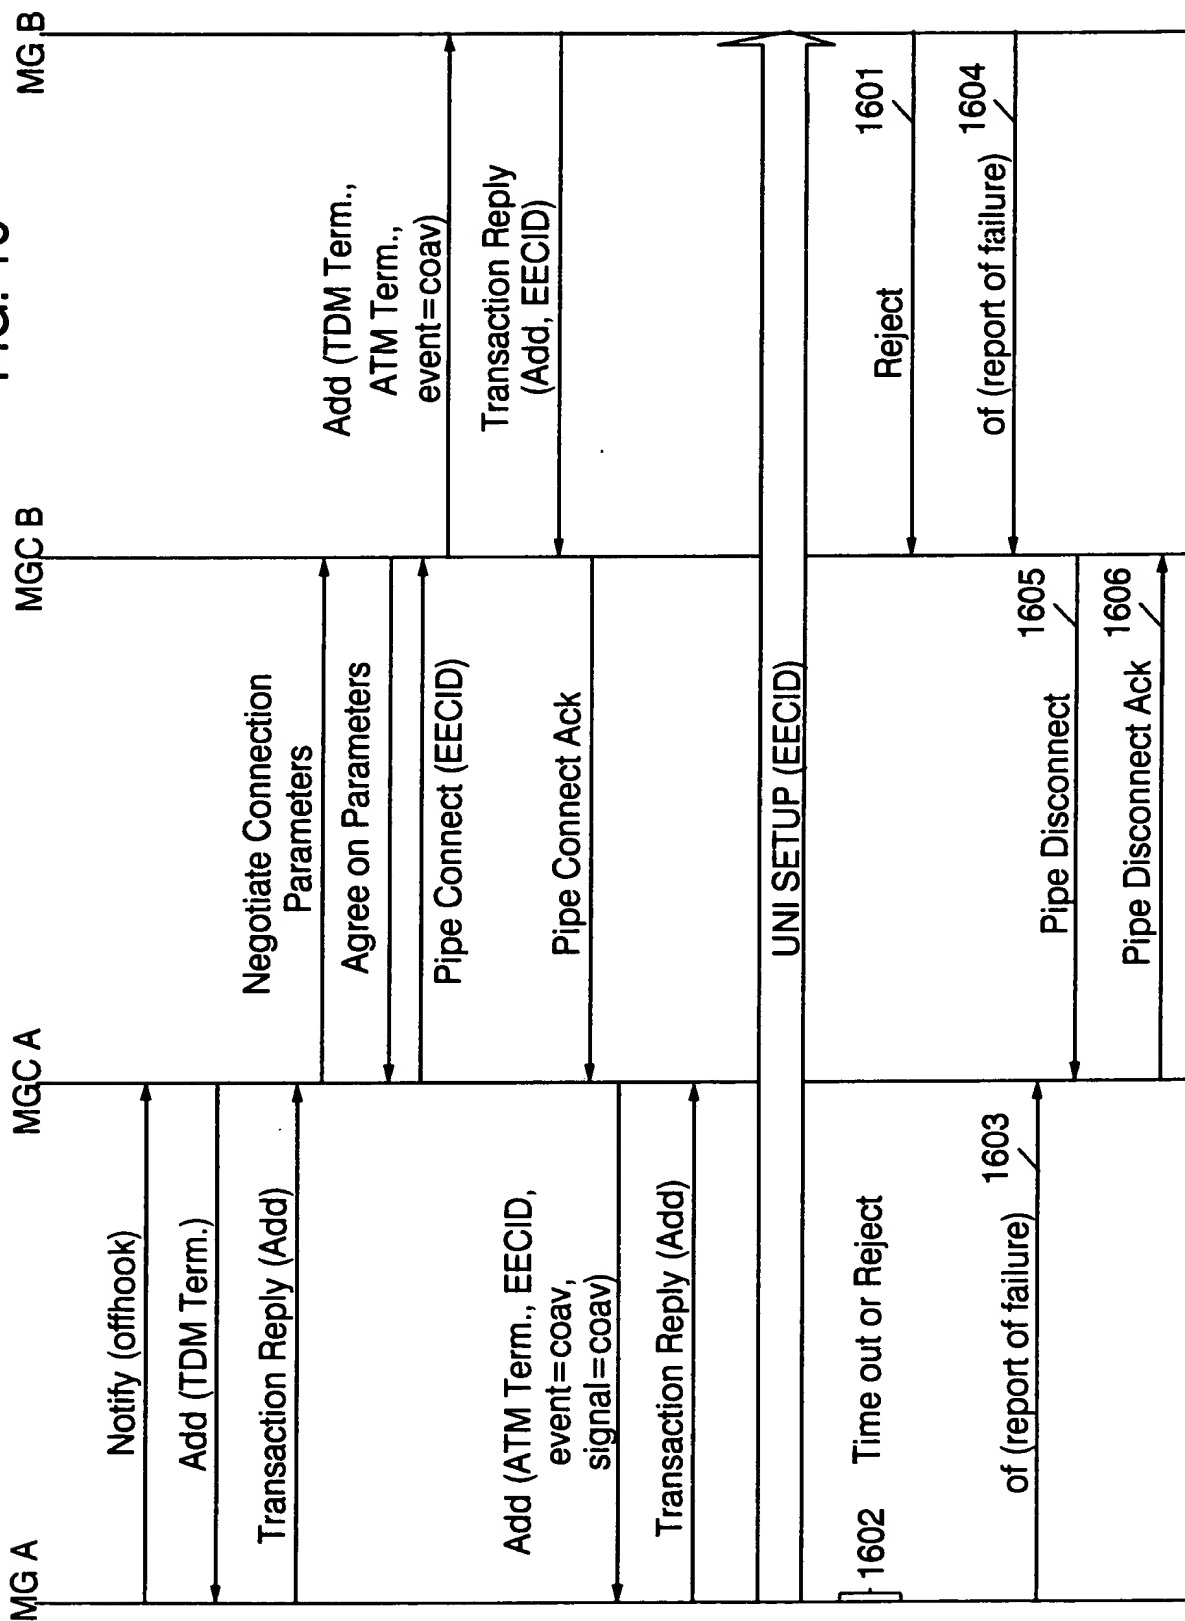 FIG. 16
MG A
MGC A
MGC B
MG B
Notify (offhook)
Add (TDM Term.)
Transaction Reply (Add)
Negotiate Connection
Parameters
Agree on Parameters
Pipe Connect (EECID)
Add (TDM Term.,
ATM Term.,
event=coav)
Transaction Reply
(Add, EECID)
Pipe Connect Ack
Add (ATM Term., EECID,
event=coav,
signal=coav)
Transaction Reply (Add)
UNI SETUP (EECID)
1602
Time out or Reject
Reject
1601
of (report of failure)
1604
of (report of failure)
1603
Pipe Disconnect
1605
Pipe Disconnect Ack
1606